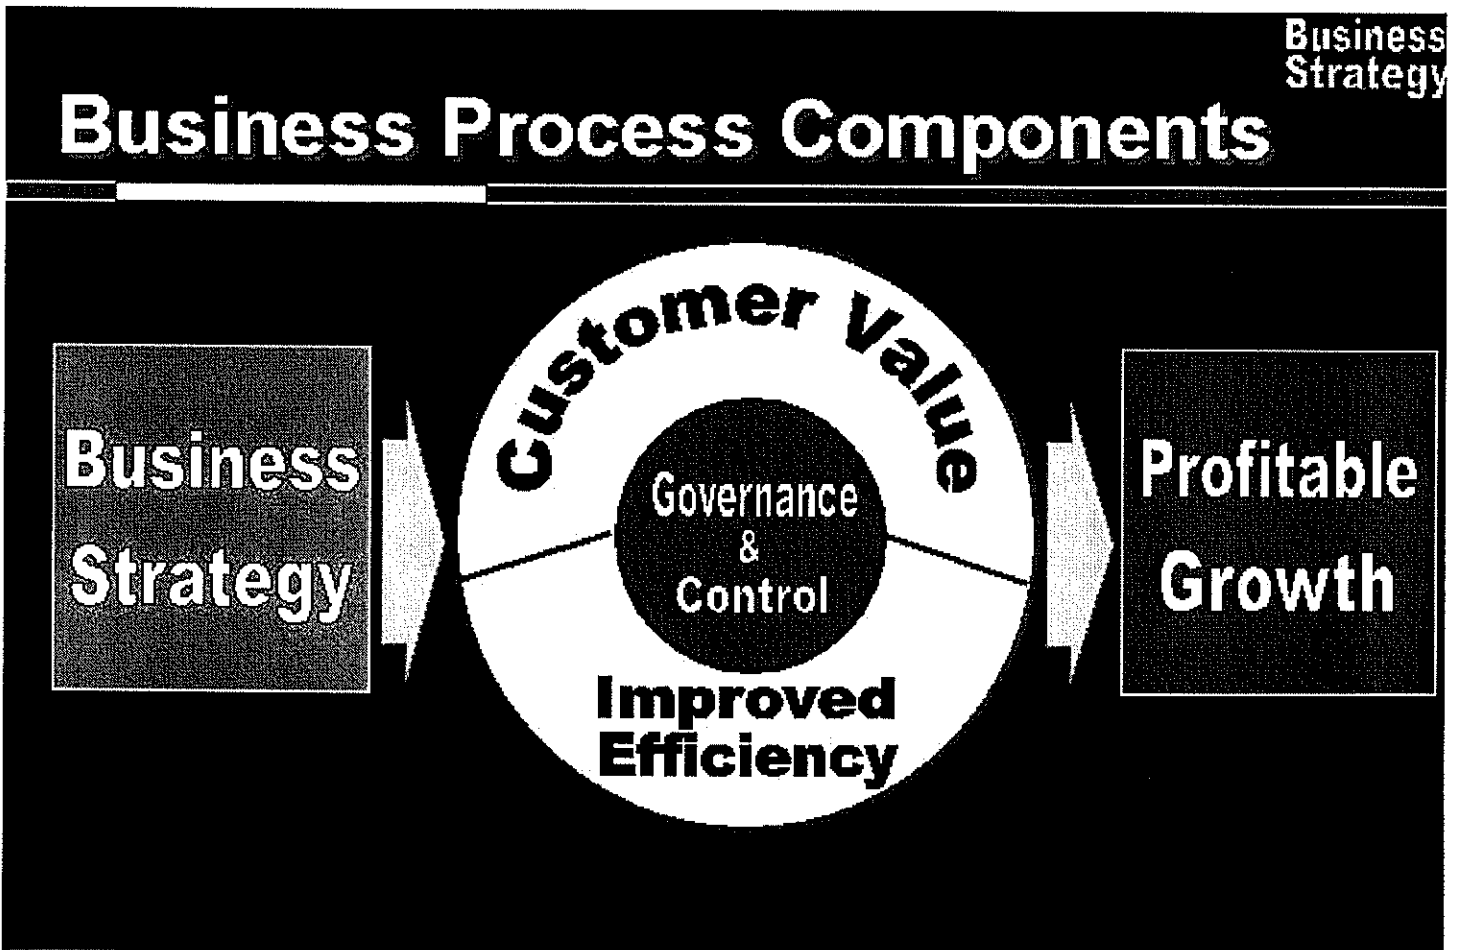 Business
Strategy
Business Process Components
Customer Value
Business
Strategy
Governance
&
Control
Improved
Efficiency
Profitable
Growth